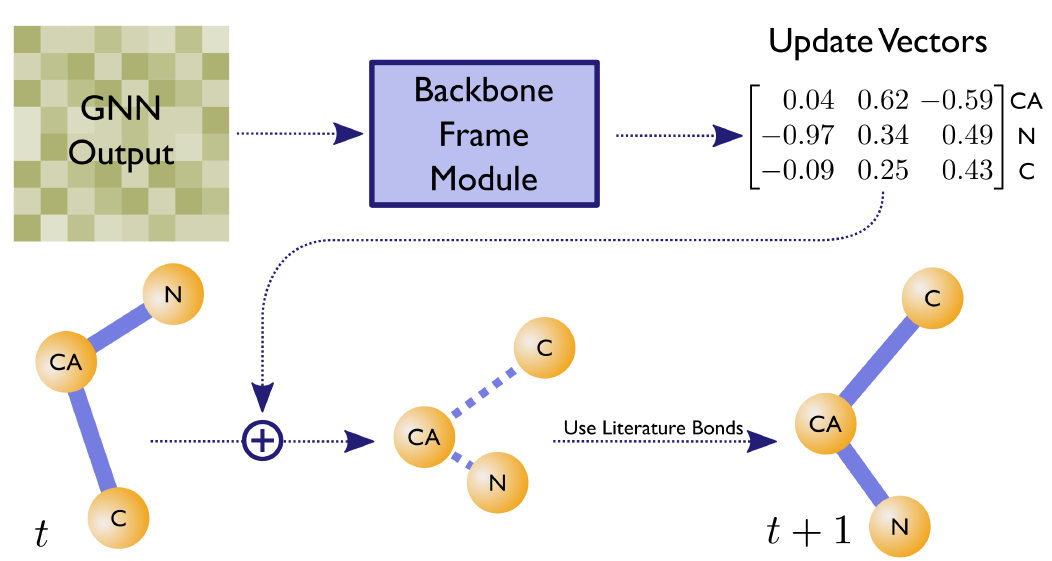 GNN
Output
Backbone
Frame
Module
Update Vectors
0.04 0.62 −0.59 CA
−0.97 0.34 0.49 N
−0.09 0.25 0.43 C
N
CA
C
t
+
C
CA
N
Use Literature Bonds
C
CA
N
t + 1